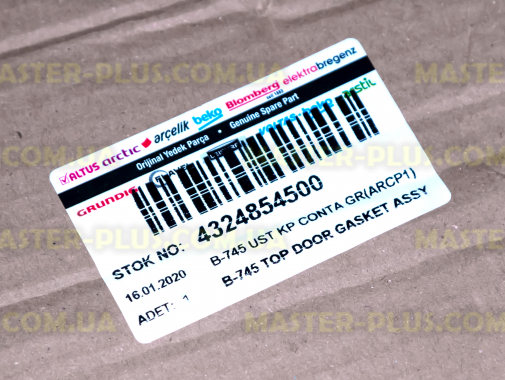 MASTER-PLUS.COM.UA
ALTUS arctic arçelik beko Blomberg elektrabregenz
Orijinal Yedek Parça • Genuine Spare Part
GRUNDIG
STOK NO: 4324854500
16.01.2020 B-745 UST KP CONTA GR(ARCP1)
ADET: 1 B-745 TOP DOOR GASKET ASSY